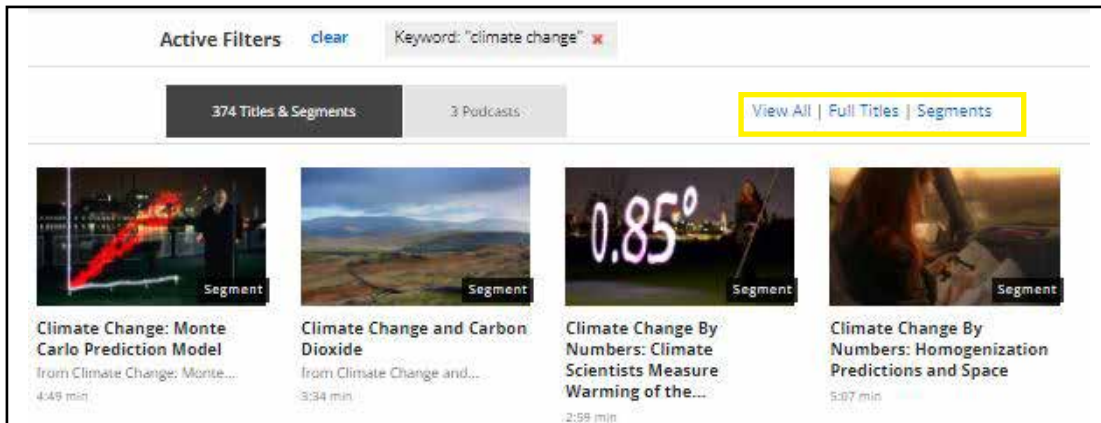 Active Filters clear Keyword: "climate change" ✖
374 Titles & Segments 3 Podcasts View All | Full Titles | Segments
Segment Segment 0.85° Segment Segment
Climate Change: Monte
Carlo Prediction Model
from Climate Change: Monte...
4:49 min
Climate Change and Carbon
Dioxide
from Climate Change and...
3:34 min
Climate Change By
Numbers: Climate
Scientists Measure
Warming of the...
2:59 min
Climate Change By
Numbers: Homogenization
Predictions and Space
5:07 min